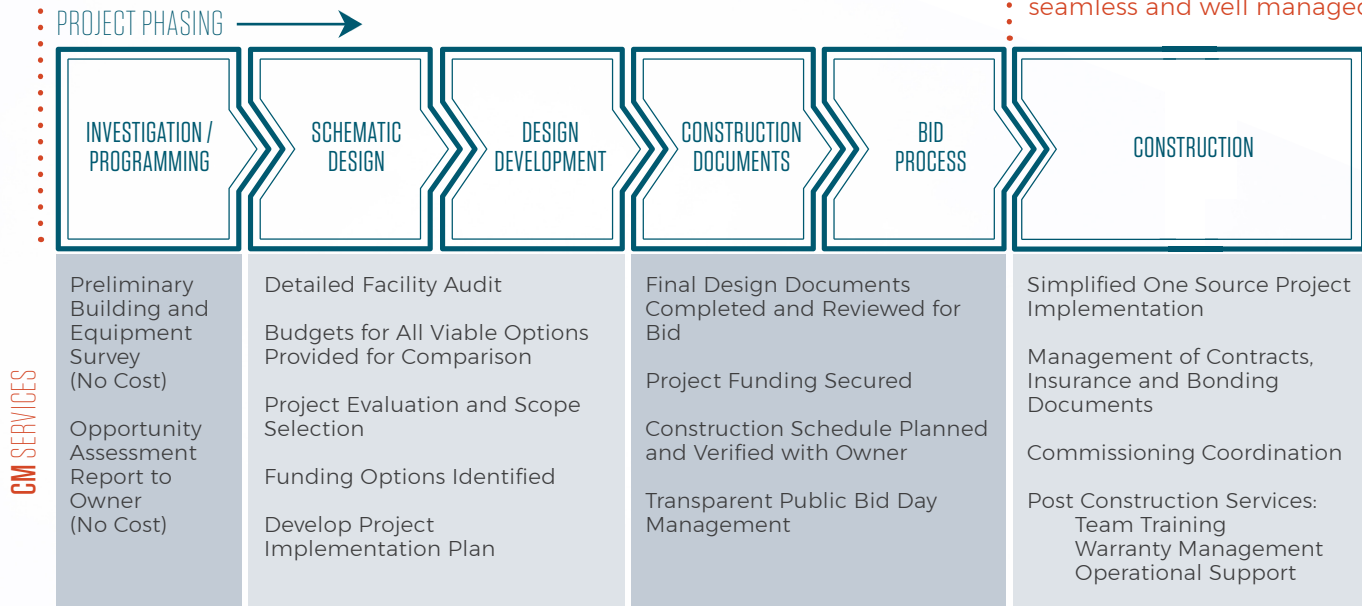 seamless and well managed
PROJECT PHASING
INVESTIGATION /
PROGRAMMING
SCHEMATIC
DESIGN
DESIGN
DEVELOPMENT
CONSTRUCTION
DOCUMENTS
BID
PROCESS
CONSTRUCTION
CM SERVICES
Preliminary
Building and
Equipment
Survey
(No Cost)
Opportunity
Assessment
Report to
Owner
(No Cost)
Detailed Facility Audit
Budgets for All Viable Options
Provided for Comparison
Project Evaluation and Scope
Selection
Funding Options Identified
Develop Project
Implementation Plan
Final Design Documents
Completed and Reviewed for
Bid
Project Funding Secured
Construction Schedule Planned
and Verified with Owner
Transparent Public Bid Day
Management
Simplified One Source Project
Implementation
Management of Contracts,
Insurance and Bonding
Documents
Commissioning Coordination
Post Construction Services:
Team Training
Warranty Management
Operational Support